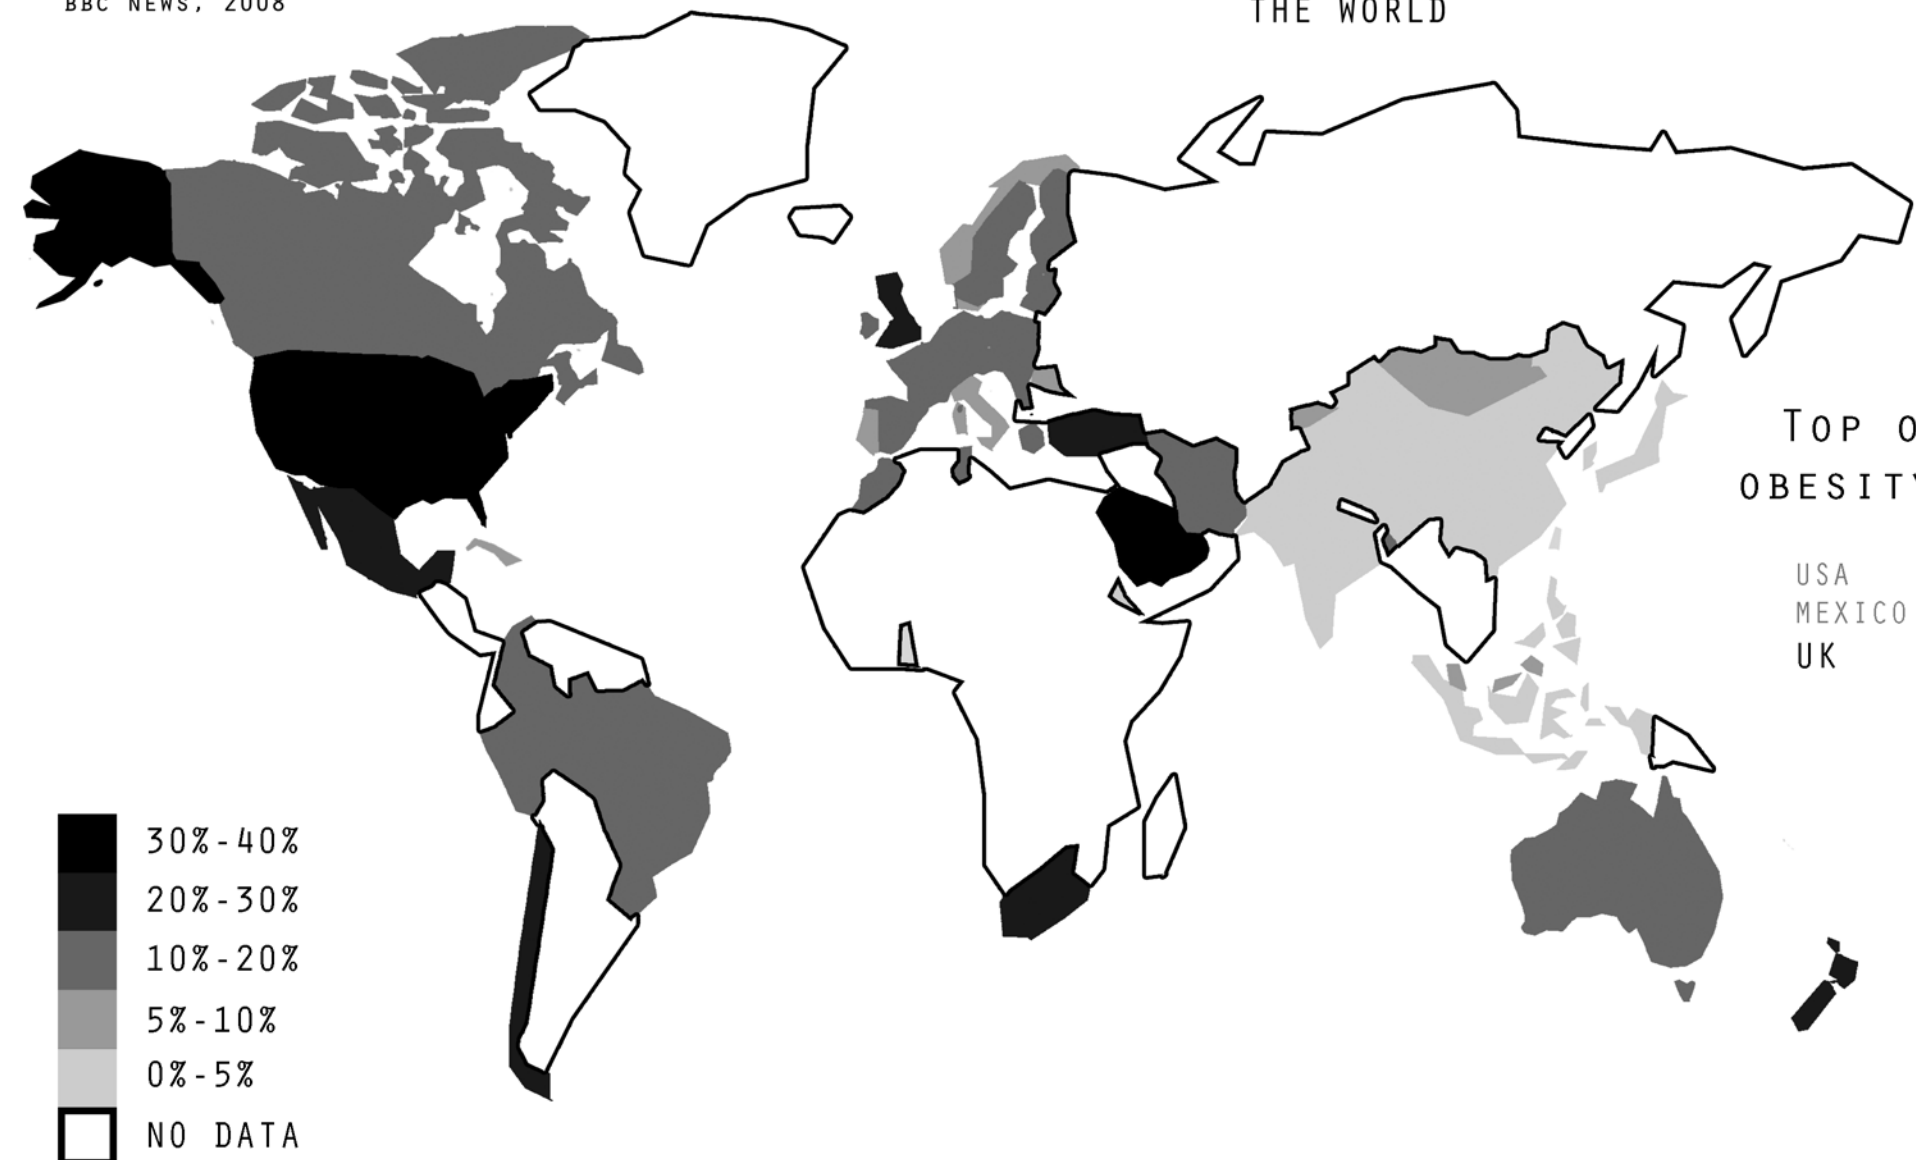 BBC NEWS, 2008
THE WORLD
TOP O
OBESITY
USA
MEXICO
UK
30%-40%
20%-30%
10%-20%
5%-10%
0%-5%
NO DATA